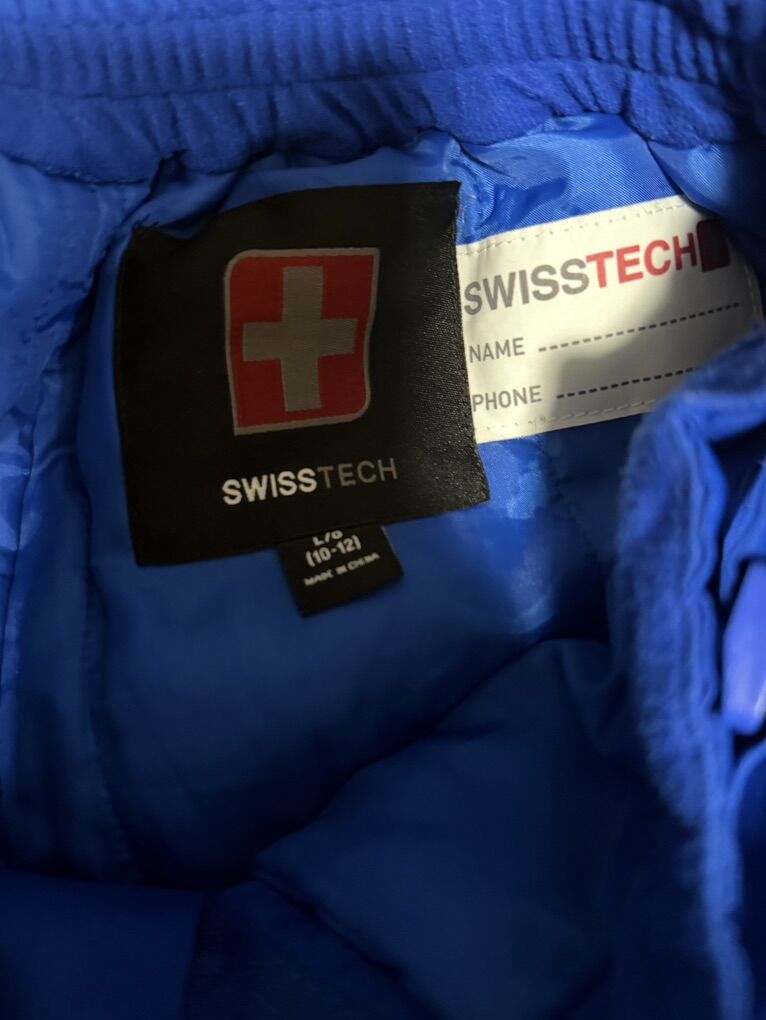 SWISSTECH
(10-12)
MADE IN CHINA
SWISSTECH
NAME
PHONE